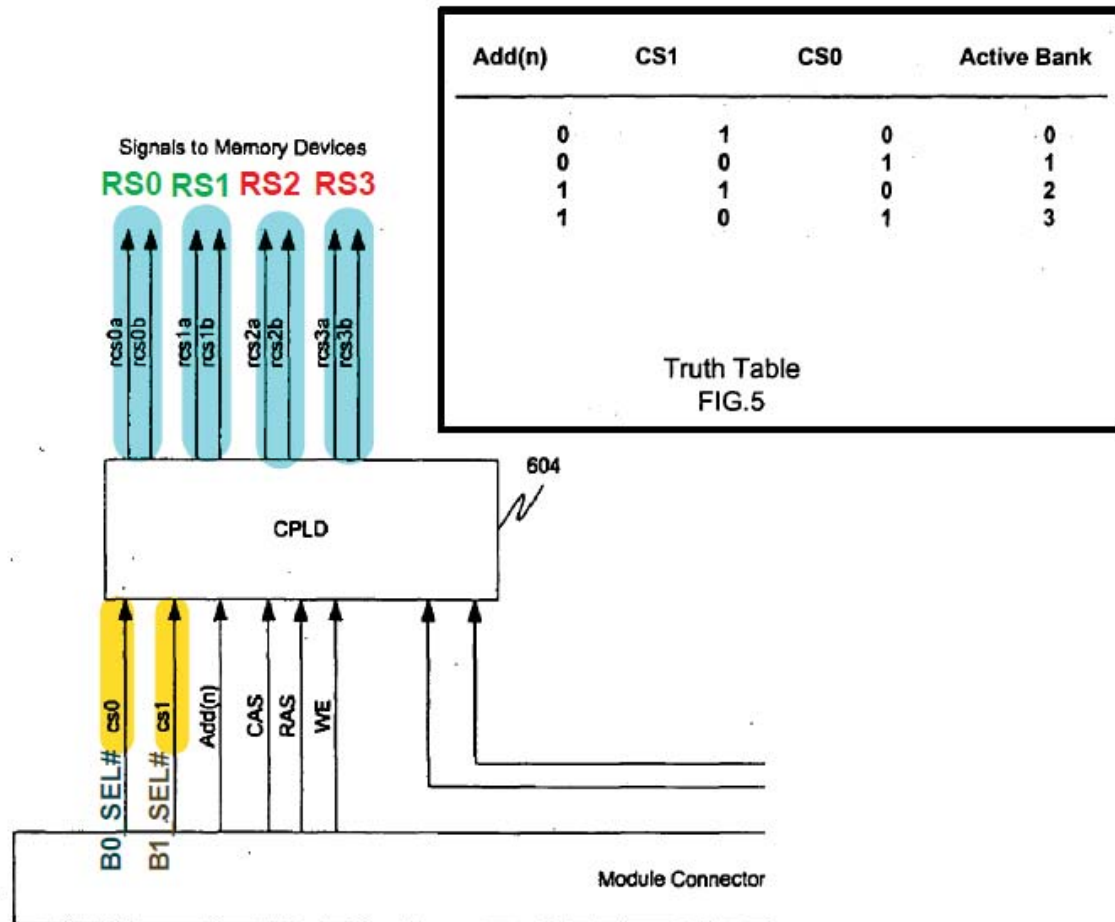 Add(n) CS1 CS0 Active Bank
0 1 0 0
0 0 1 1
1 1 0 2
1 0 1 3
Truth Table
FIG.5
Signals to Memory Devices
RS0 RS1 RS2 RS3
rcs0a
rcs0b
rcs1a
rcs1b
rcs2a
rcs2b
rcs3a
rcs3b
604
CPLD
cs0
cs1
Add(n)
CAS
RAS
WE
B0_SEL#
B1_SEL#
Module Connector